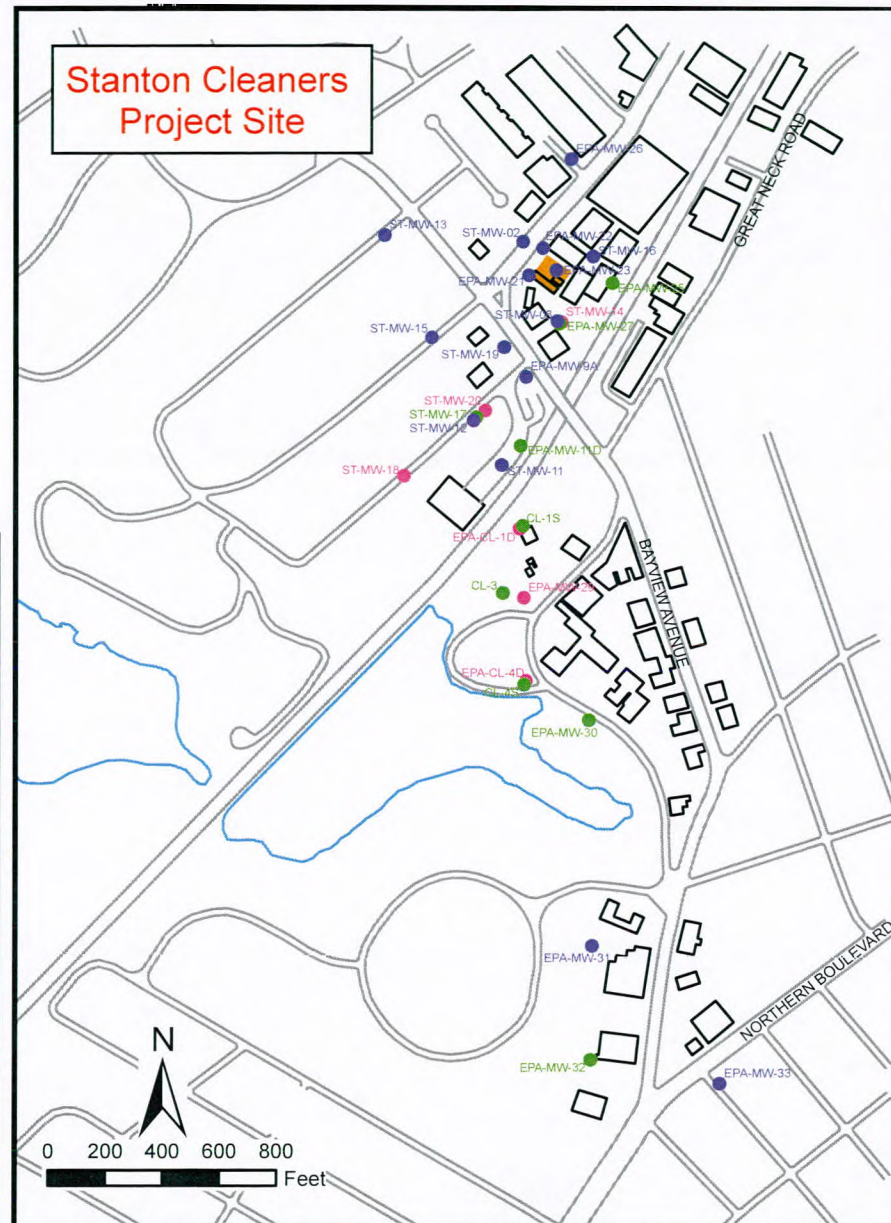 Stanton Cleaners
Project Site
EPA-MW-26
GREAT NECK ROAD
ST-MW-13
ST-MW-02
EPA-MW-22
ST-MW-16
EPA-MW-21
EPA-MW-23
ST-MW-14
EPA-MW-27
ST-MW-15
ST-MW-19
EPA-MW-9A
ST-MW-20
ST-MW-17
ST-MW-12
EPA-MW-11D
ST-MW-18
ST-MW-11
CL-1S
EPA-CL-1D
BAYVIEW AVENUE
CL-3
EPA-MW-29
EPA-CL-4D
CL-4S
EPA-MW-30
EPA-MW-31
NORTHERN BOULEVARD
EPA-MW-32
EPA-MW-33
N
0 200 400 600 800
Feet